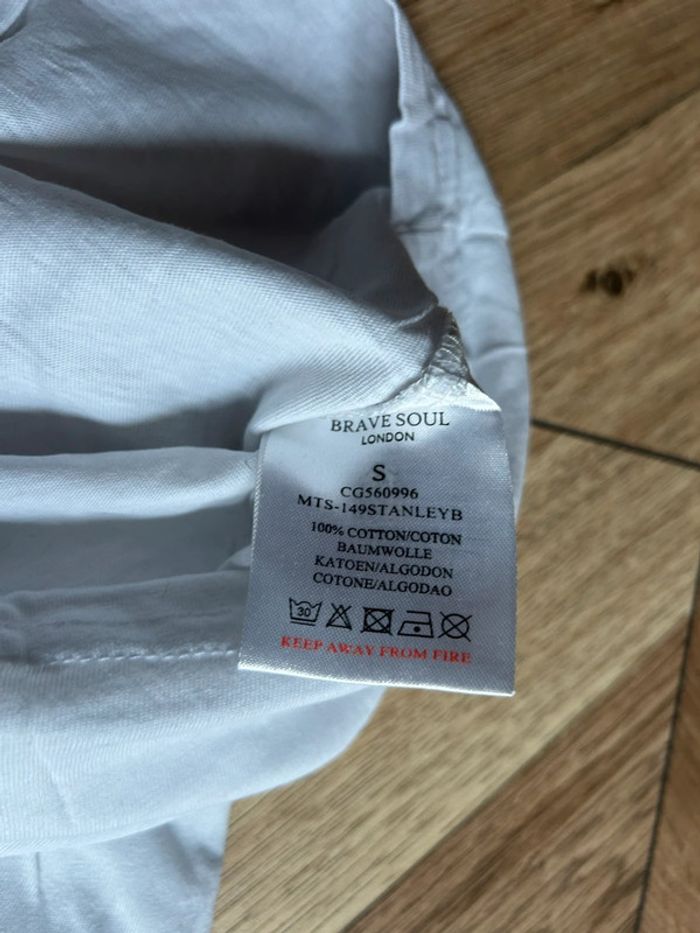 BRAVE SOUL
LONDON
S
CG560996
MTS-149STANLEYB
100% COTTON/COTON
BAUMWOLLE
KATOEN/ALGODON
COTONE/ALGODAO
30
KEEP AWAY FROM FIRE